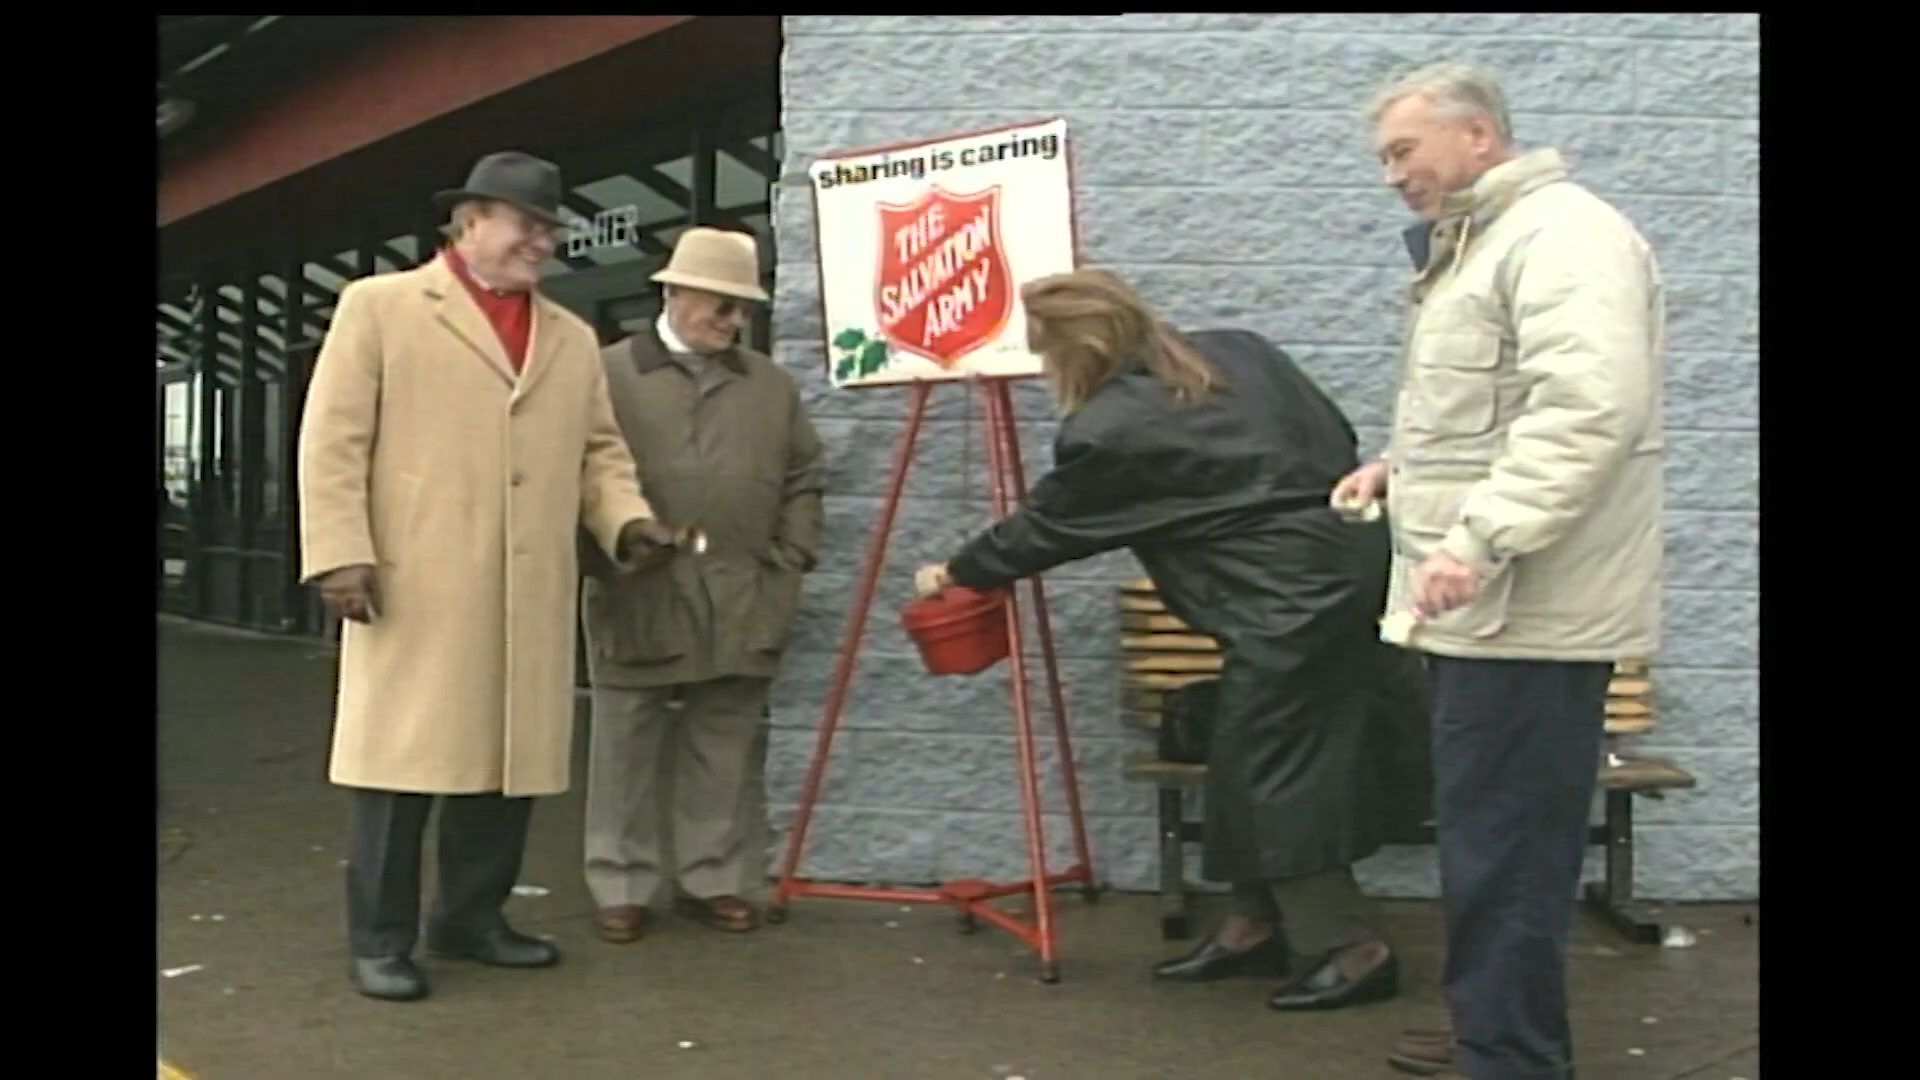 sharing is caring
THE
SALVATION
ARMY
ENTER